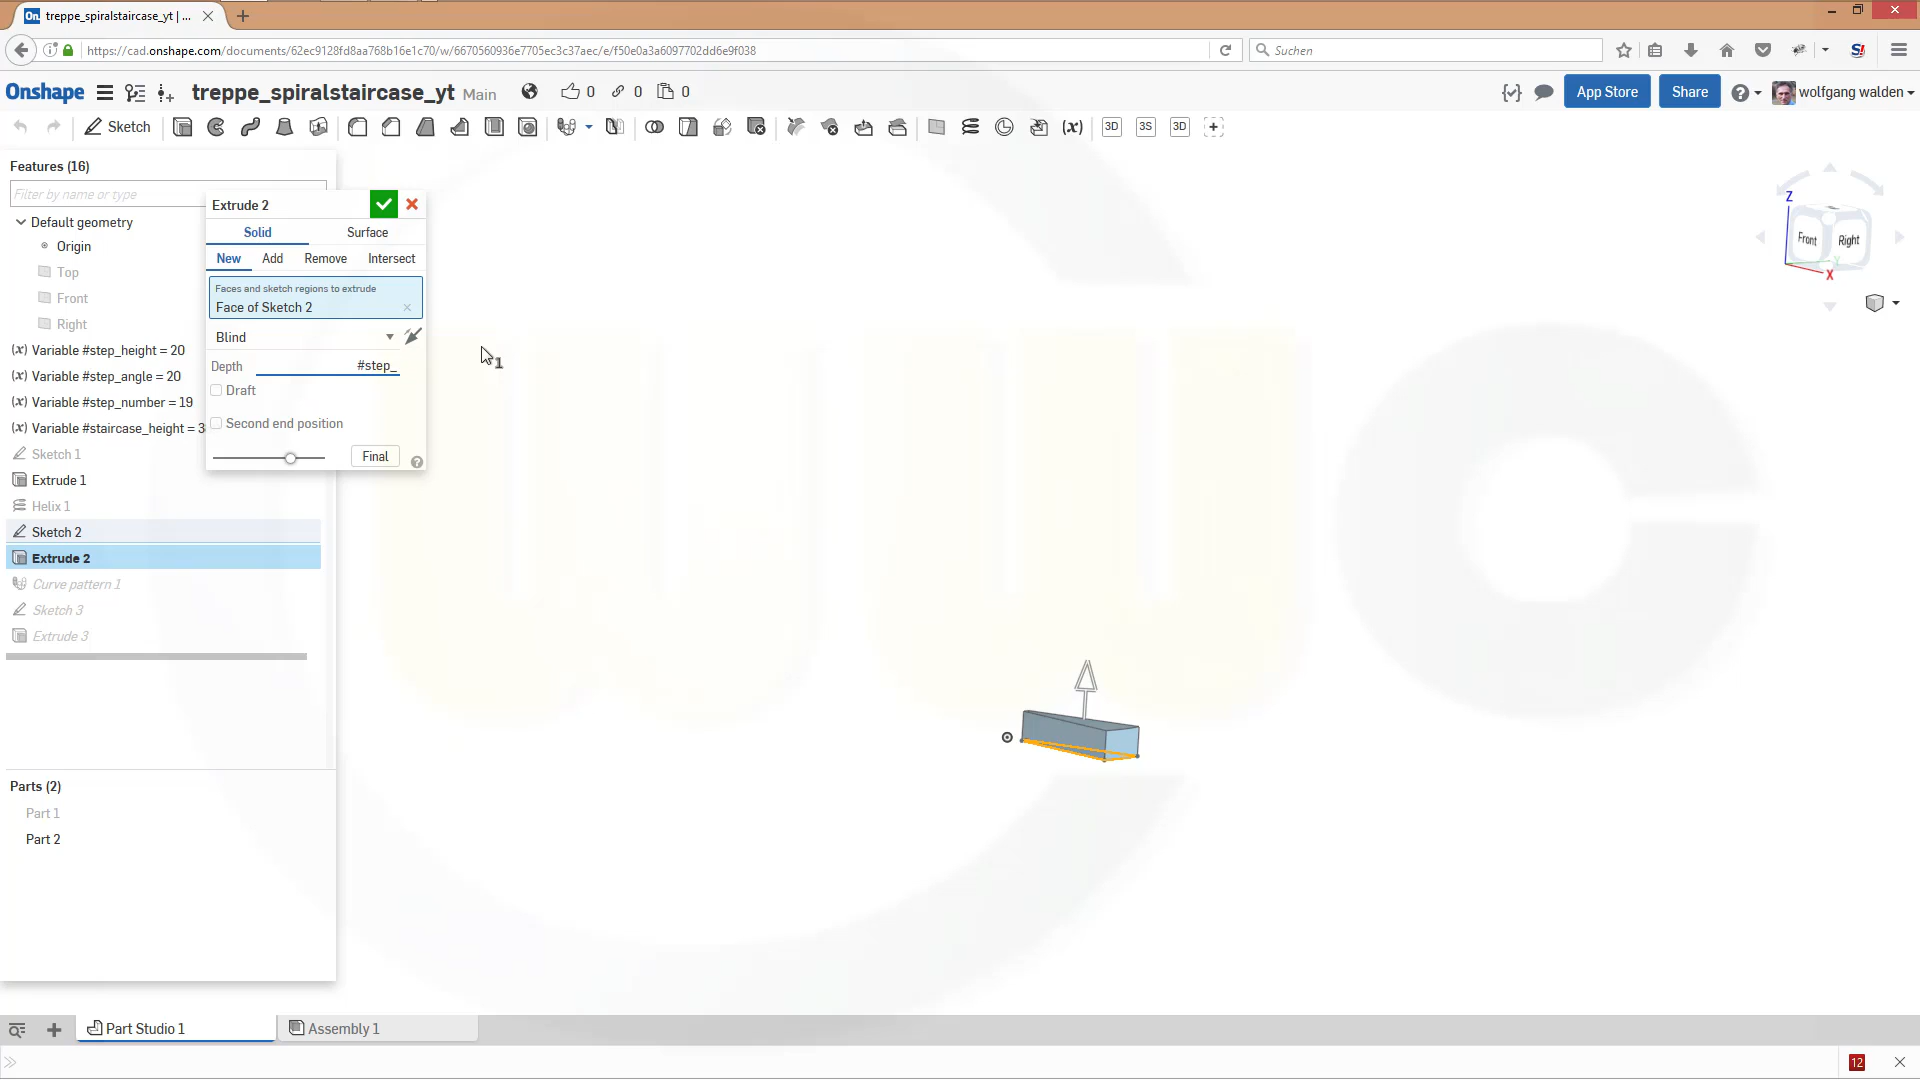 On treppe_spiralstaircase_yt | ...
https://cad.onshape.com/documents/62ec9128fd8aa768b16e1c70/w/6670560936e7705ec3c37aec/e/f50e0a3a6097702dd6e9f038
Suchen
S!
Onshape
treppe_spiralstaircase_yt Main
0
0
0
App Store
Share
wolfgang walden
Sketch
(x)
3D
3S
3D
Features (16)
Filter by name or type
Default geometry
Origin
Top
Front
Right
(x) Variable #step_height = 20
(x) Variable #step_angle = 20
(x) Variable #step_number = 19
(x) Variable #staircase_height = 3
Sketch 1
Extrude 1
Helix 1
Sketch 2
Extrude 2
Curve pattern 1
Sketch 3
Extrude 3
Extrude 2
Solid
Surface
New
Add
Remove
Intersect
Faces and sketch regions to extrude
Face of Sketch 2
Blind
Depth
#step_
Draft
Second end position
Final
1
Z
Front
Right
Y
X
Parts (2)
Part 1
Part 2
Part Studio 1
Assembly 1
12